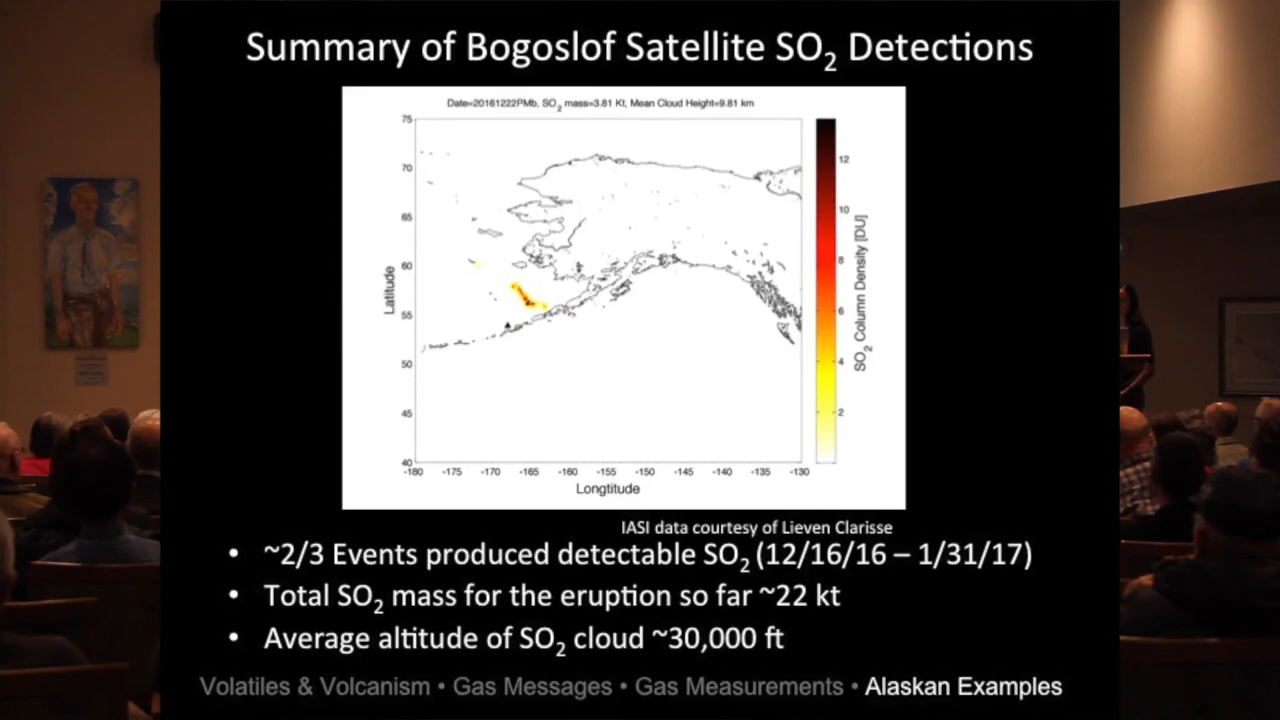 Summary of Bogoslof Satellite SO₂ Detections
Date=20161222PMb, SO₂ mass=3.81 Kt, Mean Cloud Height=9.81 km
75
70
65
60
55
50
45
40
Latitude
-180 -175 -170 -165 -160 -155 -150 -145 -140 -135 -130
Longtitude
12
10
8
6
4
2
SO₂ Column Density [DU]
IASI data courtesy of Lieven Clarisse
• ~2/3 Events produced detectable SO₂ (12/16/16 – 1/31/17)
• Total SO₂ mass for the eruption so far ~22 kt
• Average altitude of SO₂ cloud ~30,000 ft
Volatiles & Volcanism • Gas Messages • Gas Measurements • Alaskan Examples